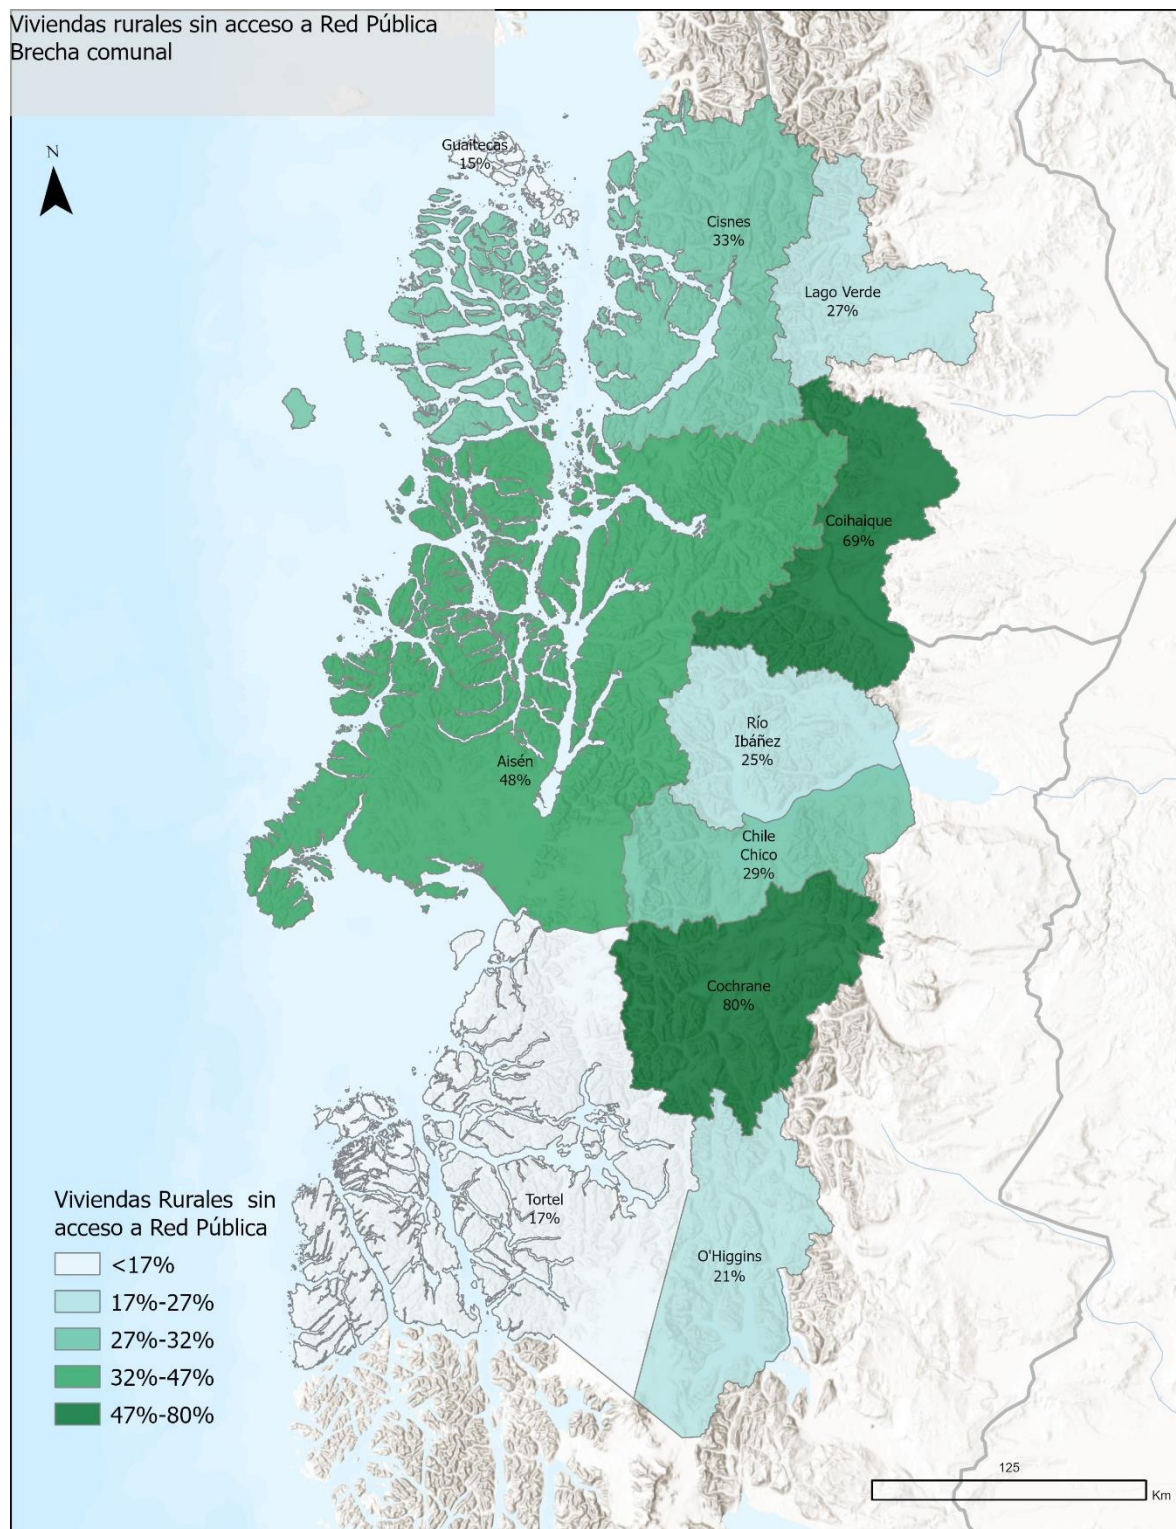 Viviendas rurales sin acceso a Red Pública
Brecha comunal
N
Guaitecas
15%
Cisnes
33%
Lago Verde
27%
Coihaique
69%
Río
Ibáñez
25%
Aisén
48%
Chile
Chico
29%
Cochrane
80%
Tortel
17%
O'Higgins
21%
Viviendas Rurales sin
acceso a Red Pública
<17%
17%-27%
27%-32%
32%-47%
47%-80%
125
Km